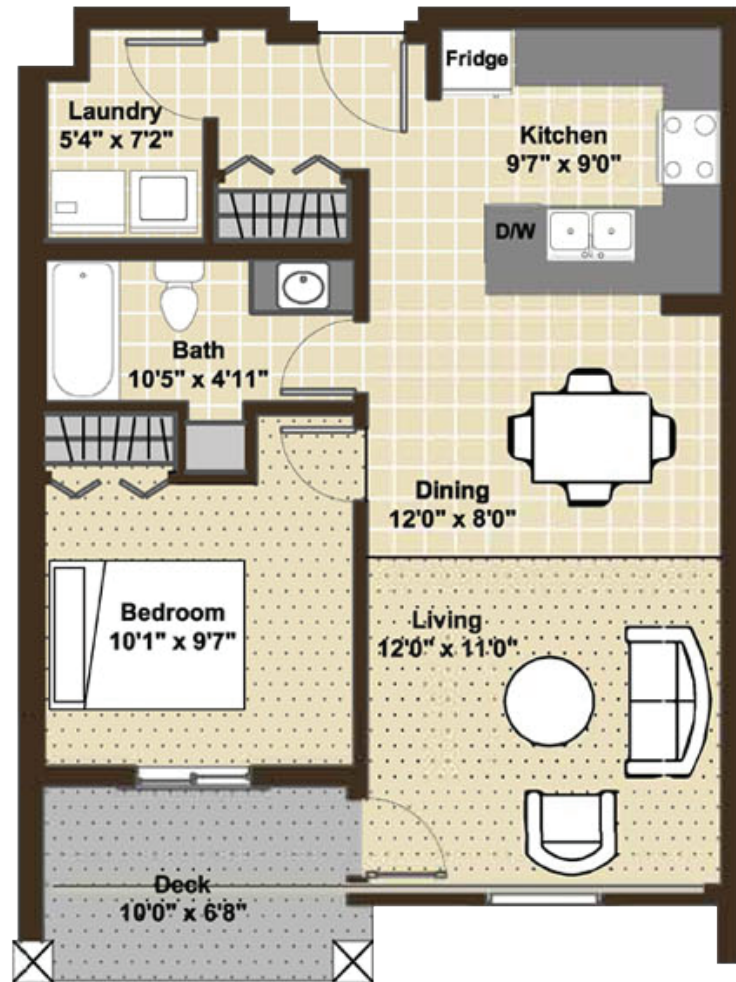 Fridge
Laundry
5'4" x 7'2"
Kitchen
9'7" x 9'0"
D/W
Bath
10'5" x 4'11"
Dining
12'0" x 8'0"
Bedroom
10'1" x 9'7"
Living
12'0" x 11'0"
Deck
10'0" x 6'8"